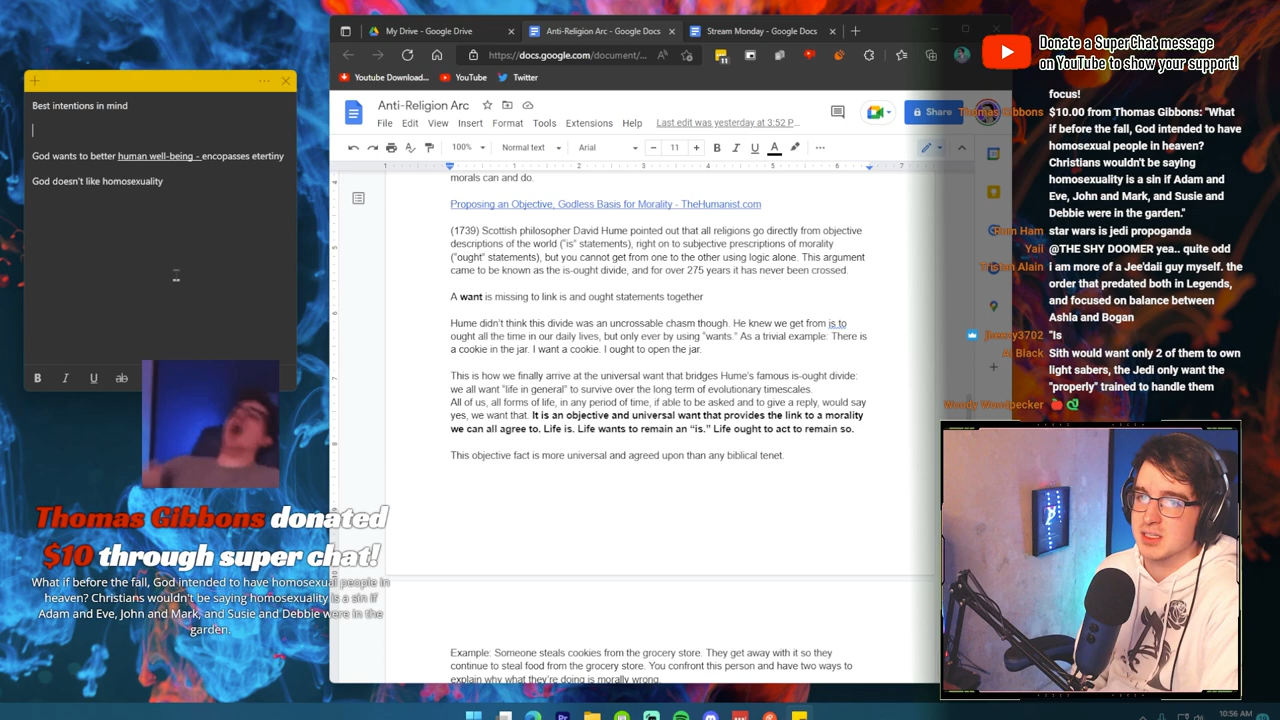 My Drive - Google Drive
Anti-Religion Arc - Google Docs
Stream Monday - Google Docs
https://docs.google.com/document/...
Youtube Download...
YouTube
Twitter
Anti-Religion Arc
File Edit View Insert Format Tools Extensions Help
Last edit was yesterday at 3:52 P...
Share
100%
Normal text
Arial
11
morals can and do.
Proposing an Objective, Godless Basis for Morality - TheHumanist.com
(1739) Scottish philosopher David Hume pointed out that all religions go directly from objective
descriptions of the world ("is" statements), right on to subjective prescriptions of morality
("ought" statements), but you cannot get from one to the other using logic alone. This argument
came to be known as the is-ought divide, and for over 275 years it has never been crossed.
A want is missing to link is and ought statements together
Hume didn't think this divide was an uncrossable chasm though. He knew we get from is to
ought all the time in our daily lives, but only ever by using "wants." As a trivial example: There is
a cookie in the jar. I want a cookie. I ought to open the jar.
This is how we finally arrive at the universal want that bridges Hume's famous is-ought divide:
we all want "life in general" to survive over the long term of evolutionary timescales.
All of us, all forms of life, in any period of time, if able to be asked and to give a reply, would say
yes, we want that. It is an objective and universal want that provides the link to a morality
we can all agree to. Life is. Life wants to remain an "is." Life ought to act to remain so.
This objective fact is more universal and agreed upon than any biblical tenet.
Example: Someone steals cookies from the grocery store. They get away with it so they
continue to steal food from the grocery store. You confront this person and have two ways to
explain why what they're doing is morally wrong.
Best intentions in mind
God wants to better human well-being - encopasses etertiny
God doesn't like homosexuality
B I U ab
Thomas Gibbons donated
$10 through super chat!
What if before the fall, God intended to have homosexual people in
heaven? Christians wouldn't be saying homosexuality is a sin if
Adam and Eve, John and Mark, and Susie and Debbie were in the
garden.
Donate a SuperChat message
on YouTube to show your support!
focus!
Thomas Gibbons $10.00 from Thomas Gibbons: "What
if before the fall, God intended to have
homosexual people in heaven?
Christians wouldn't be saying
homosexuality is a sin if Adam and
Eve, John and Mark, and Susie and
Debbie were in the garden."
Ham star wars is jedi propoganda
Yaii @THE SHY DOOMER yea.. quite odd
Tristan Alain i am more of a Jee'daii guy myself. the
order that predated both in Legends,
and focused on balance between
Ashla and Bogan
"Is
A. Black Sith would want only 2 of them to own
light sabers, the Jedi only want the
"properly" trained to handle them
Woody Woodbecker
10:56 AM